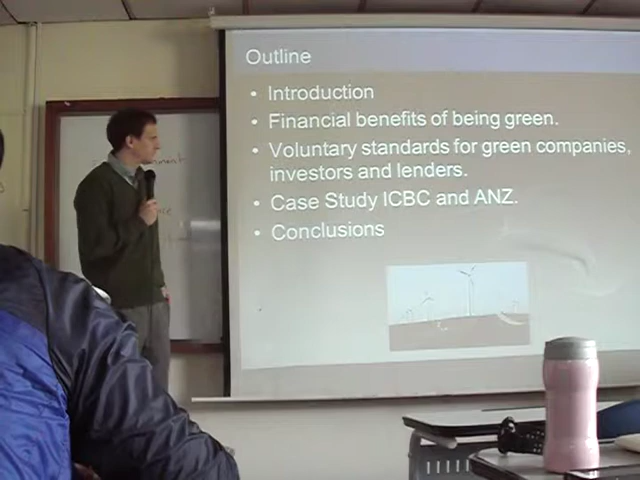 Outline
• Introduction
• Financial benefits of being green.
• Voluntary standards for green companies,
investors and lenders.
• Case Study ICBC and ANZ.
• Conclusions